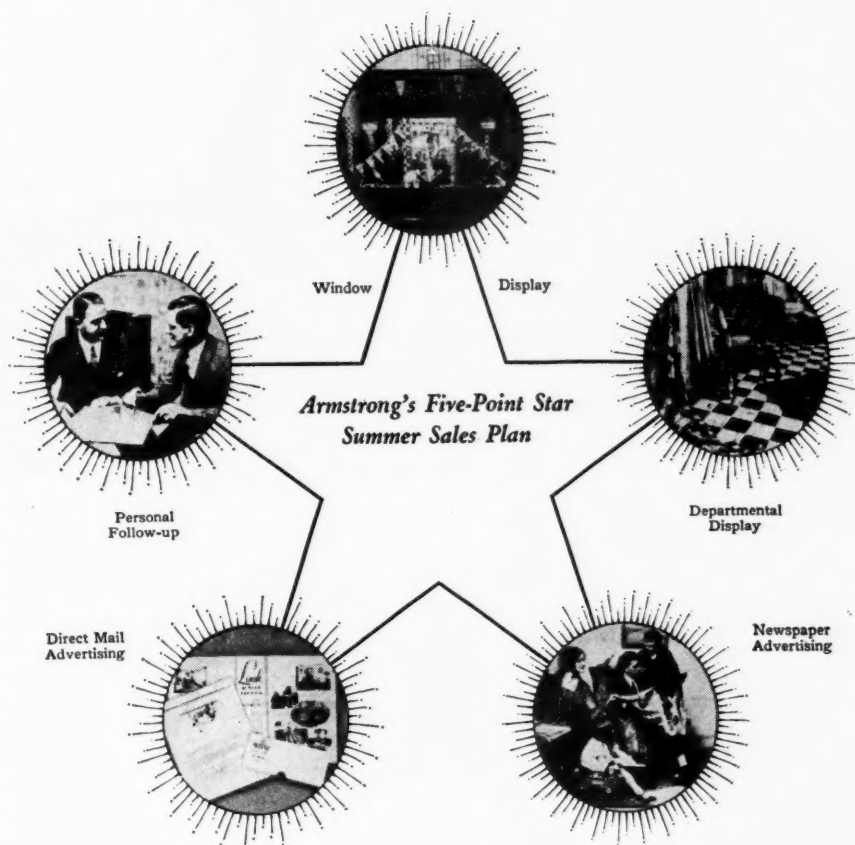 Window
Display
Armstrong's Five-Point Star
Summer Sales Plan
Personal
Follow-up
Departmental
Display
Direct Mail
Advertising
Newspaper
Advertising
Look